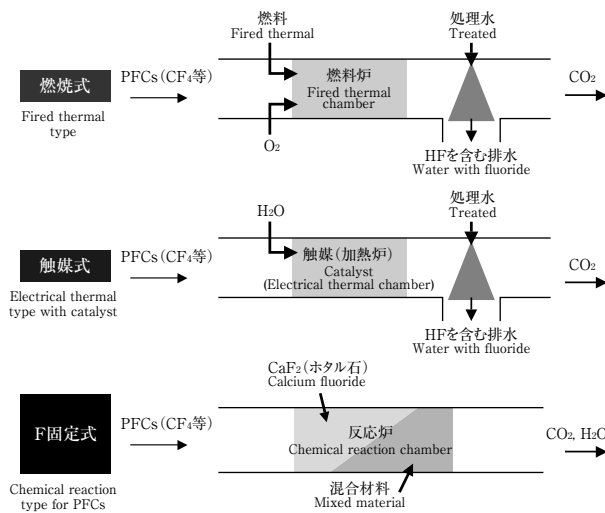 燃料
Fired thermal
処理水
Treated
燃焼式
Fired thermal
type
PFCs(CF4等)
燃料炉
Fired thermal
chamber
CO2
O2
HFを含む排水
Water with fluoride
H2O
処理水
Treated
触媒式
Electrical thermal
type with catalyst
PFCs(CF4等)
触媒(加熱炉)
Catalyst
(Electrical thermal chamber)
CO2
HFを含む排水
Water with fluoride
CaF2(ホタル石)
Calcium fluoride
F固定式
Chemical reaction
type for PFCs
PFCs(CF4等)
反応炉
Chemical reaction chamber
CO2, H2O
混合材料
Mixed material